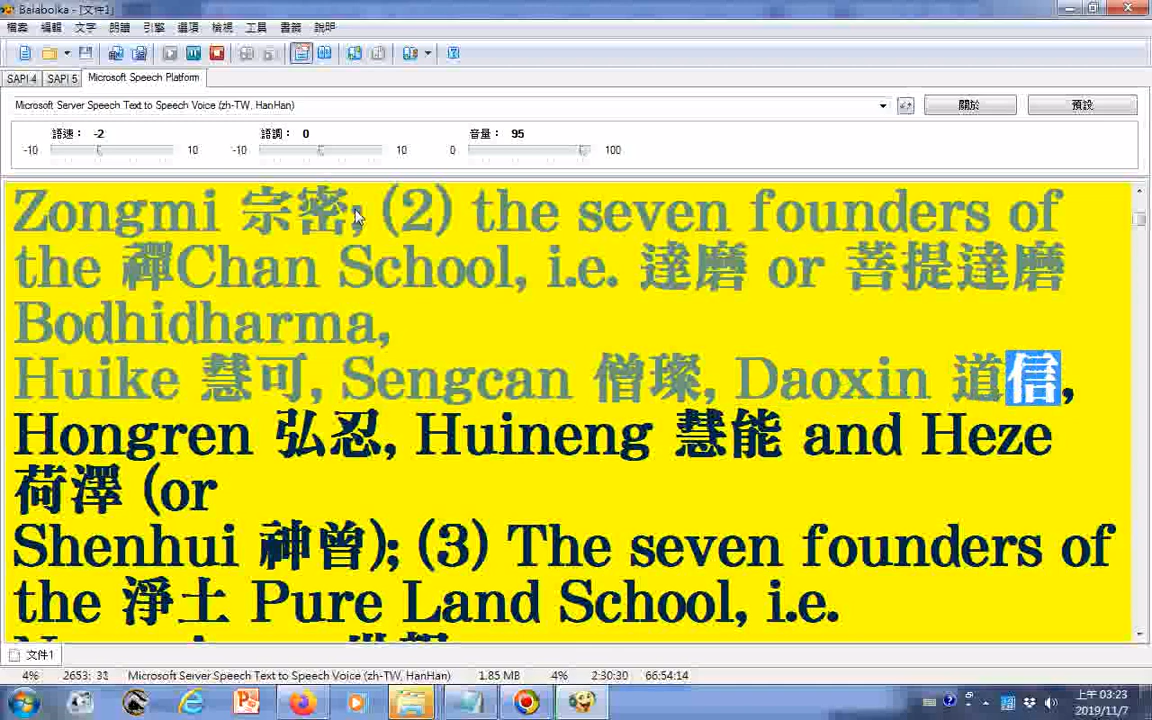 Balabolka - [文件1]
檔案 編輯 文字 朗讀 引擎 選項 檢視 工具 書籤 說明
SAPI 4 SAPI 5 Microsoft Speech Platform
Microsoft Server Speech Text to Speech Voice (zh-TW, HanHan) 關於 預設
語速： -2 語調： 0 音量： 95
-10 10 -10 10 0 100
Zongmi 宗密; (2) the seven founders of
the 禪Chan School, i.e. 達磨 or 菩提達磨
Bodhidharma,
Huike 慧可, Sengcan 僧璨, Daoxin 道信,
Hongren 弘忍, Huineng 慧能 and Heze
荷澤 (or
Shenhui 神曾); (3) The seven founders of
the 淨土 Pure Land School, i.e.
文件1
4% 2653: 31 Microsoft Server Speech Text to Speech Voice (zh-TW, HanHan) 1.85 MB 4% 2:30:30 66:54:14
上午 03:23
2019/11/7